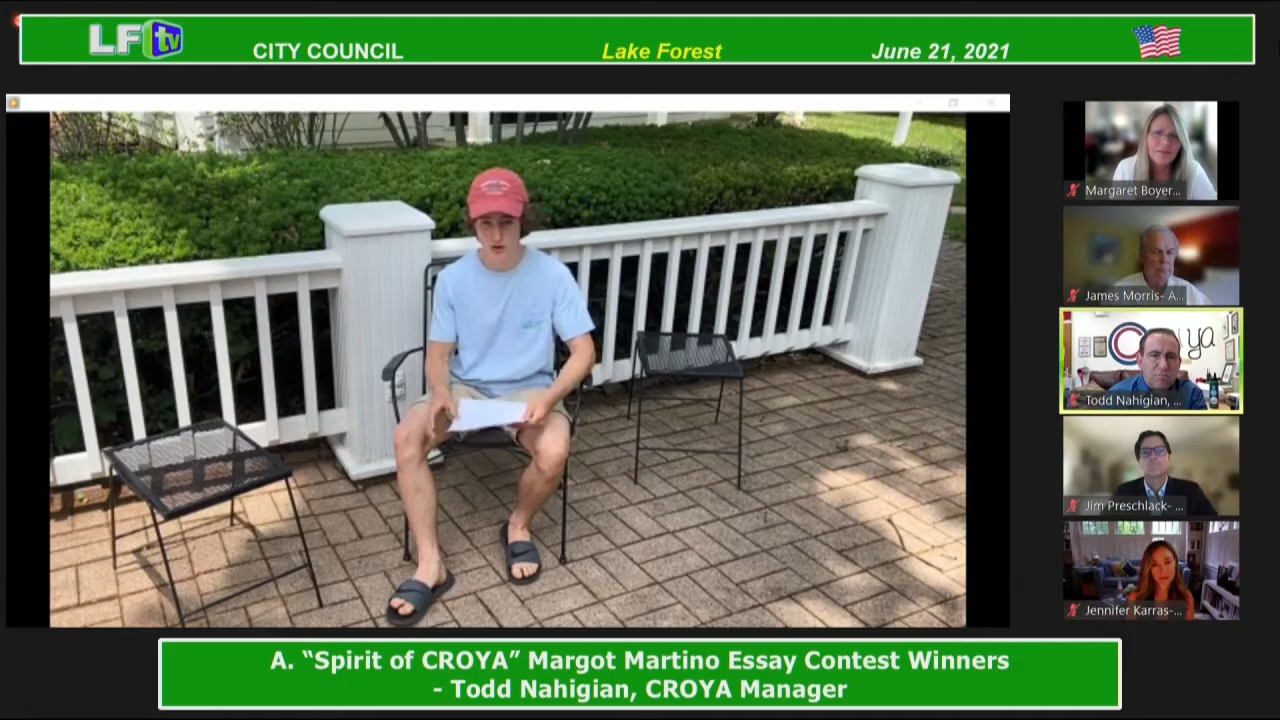 LF tv
CITY COUNCIL
Lake Forest
June 21, 2021
Margaret Boyer...
James Morris- A...
Todd Nahigian, ...
Jim Preschlack- ...
Jennifer Karras-...
A. “Spirit of CROYA” Margot Martino Essay Contest Winners
- Todd Nahigian, CROYA Manager